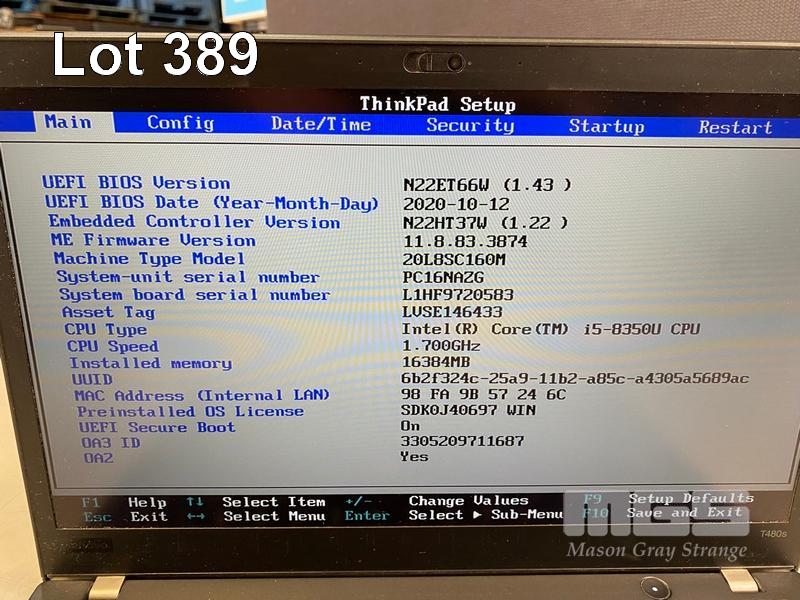 Lot 389
ThinkPad Setup
Main Config Date/Time Security Startup Restart
UEFI BIOS Version N22ET66W (1.43 )
UEFI BIOS Date (Year-Month-Day) 2020-10-12
Embedded Controller Version N22HT37W (1.22 )
ME Firmware Version 11.8.83.3874
Machine Type Model 20L8SC160M
System-unit serial number PC16NAZG
System board serial number L1HF9720583
Asset Tag LVSE146433
CPU Type Intel(R) Core(TM) i5-8350U CPU
CPU Speed 1.700GHz
Installed memory 16384MB
UUID 6b2f324c-25a9-11b2-a85c-a4305a5689ac
MAC Address (Internal LAN) 98 FA 9B 57 24 6C
Preinstalled OS License SDK0J40697 WIN
UEFI Secure Boot On
OA3 ID 3305209711687
OA2 Yes
F1 Help ↑↓ Select Item +/- Change Values F9 Setup Defaults
Esc Exit ↔ Select Menu Enter Select ▶ Sub-Menu F10 Save and Exit
MGS
T480s
Mason Gray Strange